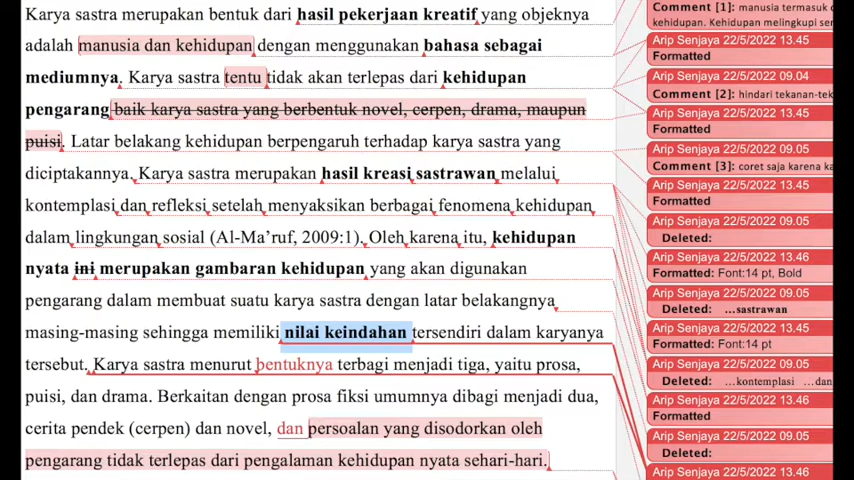 Karya sastra merupakan bentuk dari hasil pekerjaan kreatif yang objeknya
adalah manusia dan kehidupan dengan menggunakan bahasa sebagai
mediumnya. Karya sastra tentu tidak akan terlepas dari kehidupan
pengarang baik karya sastra yang berbentuk novel, cerpen, drama, maupun
puisi. Latar belakang kehidupan berpengaruh terhadap karya sastra yang
diciptakannya. Karya sastra merupakan hasil kreasi sastrawan melalui
kontemplasi dan refleksi setelah menyaksikan berbagai fenomena kehidupan
dalam lingkungan sosial (Al-Ma’ruf, 2009:1). Oleh karena itu, kehidupan
nyata ini merupakan gambaran kehidupan yang akan digunakan
pengarang dalam membuat suatu karya sastra dengan latar belakangnya
masing-masing sehingga memiliki nilai keindahan tersendiri dalam karyanya
tersebut. Karya sastra menurut bentuknya terbagi menjadi tiga, yaitu prosa,
puisi, dan drama. Berkaitan dengan prosa fiksi umumnya dibagi menjadi dua,
cerita pendek (cerpen) dan novel, dan persoalan yang disodorkan oleh
pengarang tidak terlepas dari pengalaman kehidupan nyata sehari-hari.
Comment [1]: manusia termasuk d
kehidupan. Kehidupan melingkupi se
Arip Senjaya 22/5/2022 13.45
Formatted
Arip Senjaya 22/5/2022 09.04
Comment [2]: hindari tekanan-tek
Arip Senjaya 22/5/2022 13.45
Formatted
Arip Senjaya 22/5/2022 09.05
Comment [3]: coret saja karena ka
Arip Senjaya 22/5/2022 13.45
Formatted
Arip Senjaya 22/5/2022 09.05
Deleted:
Arip Senjaya 22/5/2022 13.46
Formatted: Font:14 pt, Bold
Arip Senjaya 22/5/2022 09.05
Deleted: ...sastrawan
Arip Senjaya 22/5/2022 13.45
Formatted: Font:14 pt
Arip Senjaya 22/5/2022 09.05
Deleted: ...kontemplasi ...dan
Arip Senjaya 22/5/2022 13.46
Formatted
Arip Senjaya 22/5/2022 09.05
Deleted:
Arip Senjaya 22/5/2022 13.46